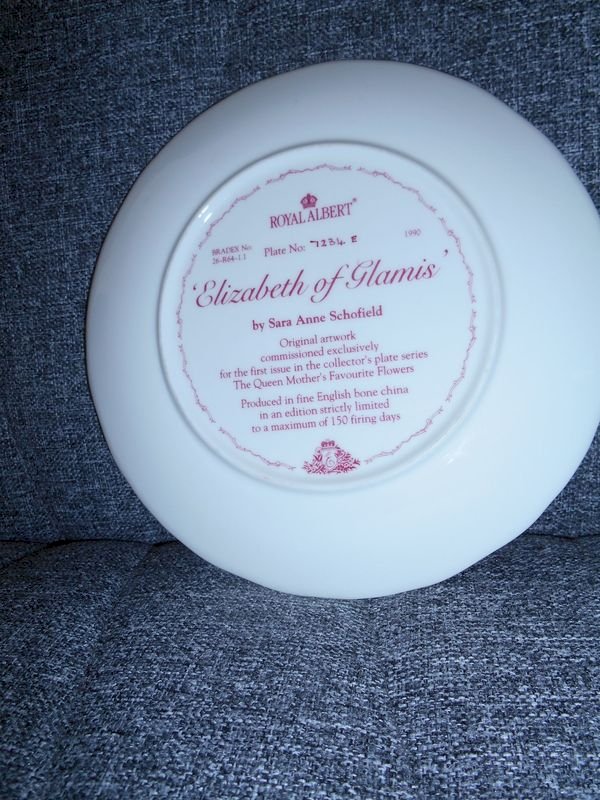 ROYAL ALBERT®
BRADEX No. 26-R64-1.1
Plate No: 7234 E
1990
'Elizabeth of Glamis'
by Sara Anne Schofield
Original artwork
commissioned exclusively
for the first issue in the collector's plate series
The Queen Mother's Favourite Flowers
Produced in fine English bone china
in an edition strictly limited
to a maximum of 150 firing days